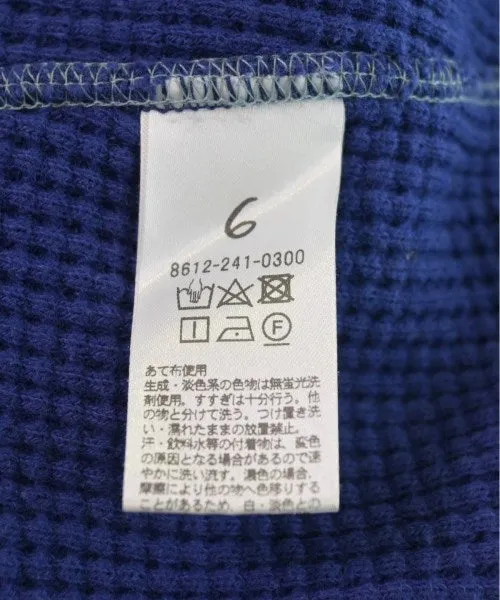 6
8612-241-0300
F
あて布使用
生成・淡色系の色物は無蛍光洗
剤使用。すすぎは十分行う。他
の物と分けて洗う。つけ置き洗
い・濡れたままの放置禁止。
汗・飲料水等の付着物は、変色
の原因となる場合があるので速
やかに洗い流す。濃色の場合、
摩擦により他の物へ色移りする
ことがあるため、白・淡色との